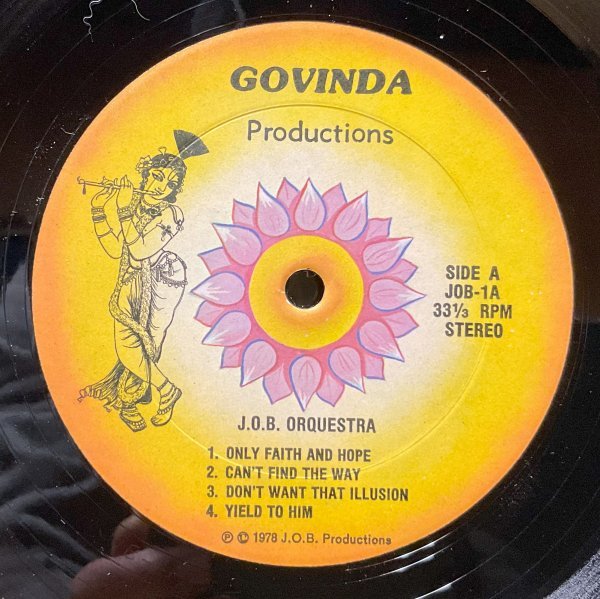 GOVINDA
Productions
SIDE A
JOB-1A
33⅓ RPM
STEREO
J.O.B. ORQUESTRA
1. ONLY FAITH AND HOPE
2. CAN'T FIND THE WAY
3. DON'T WANT THAT ILLUSION
4. YIELD TO HIM
℗ © 1978 J.O.B. Productions